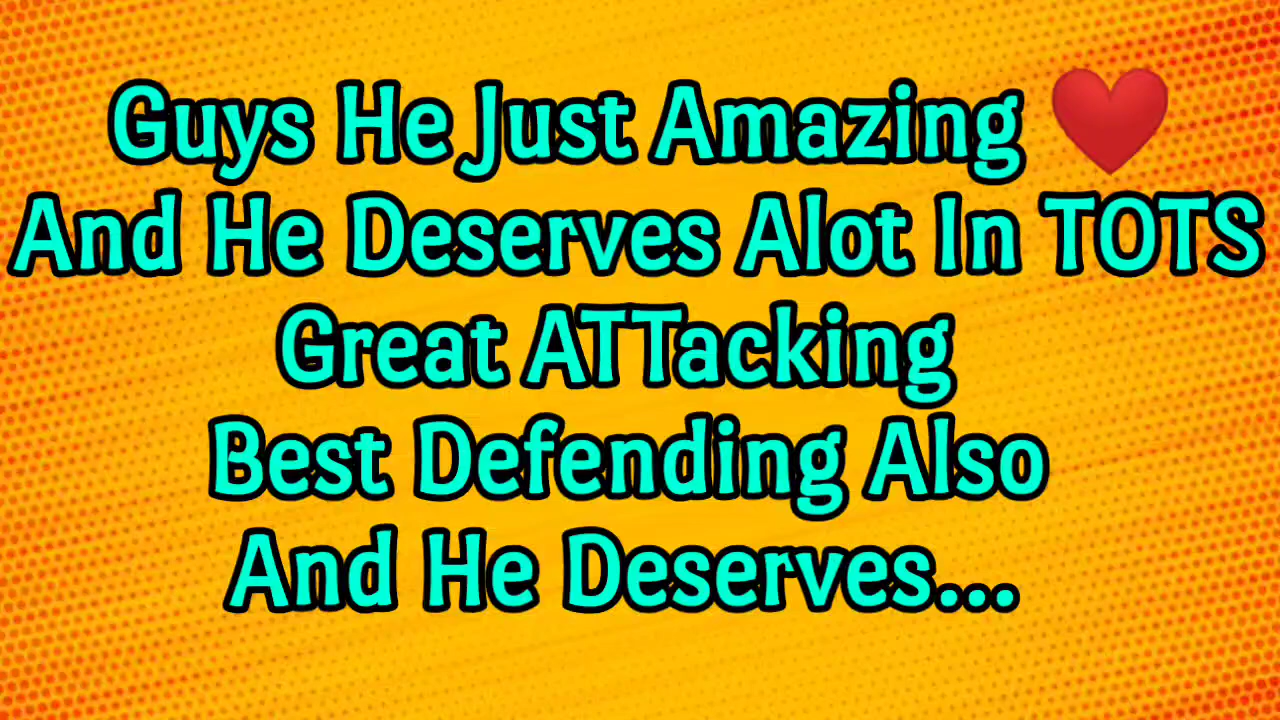 Guys He Just Amazing ❤️
And He Deserves Alot In TOTS
Great ATTacking
Best Defending Also
And He Deserves...